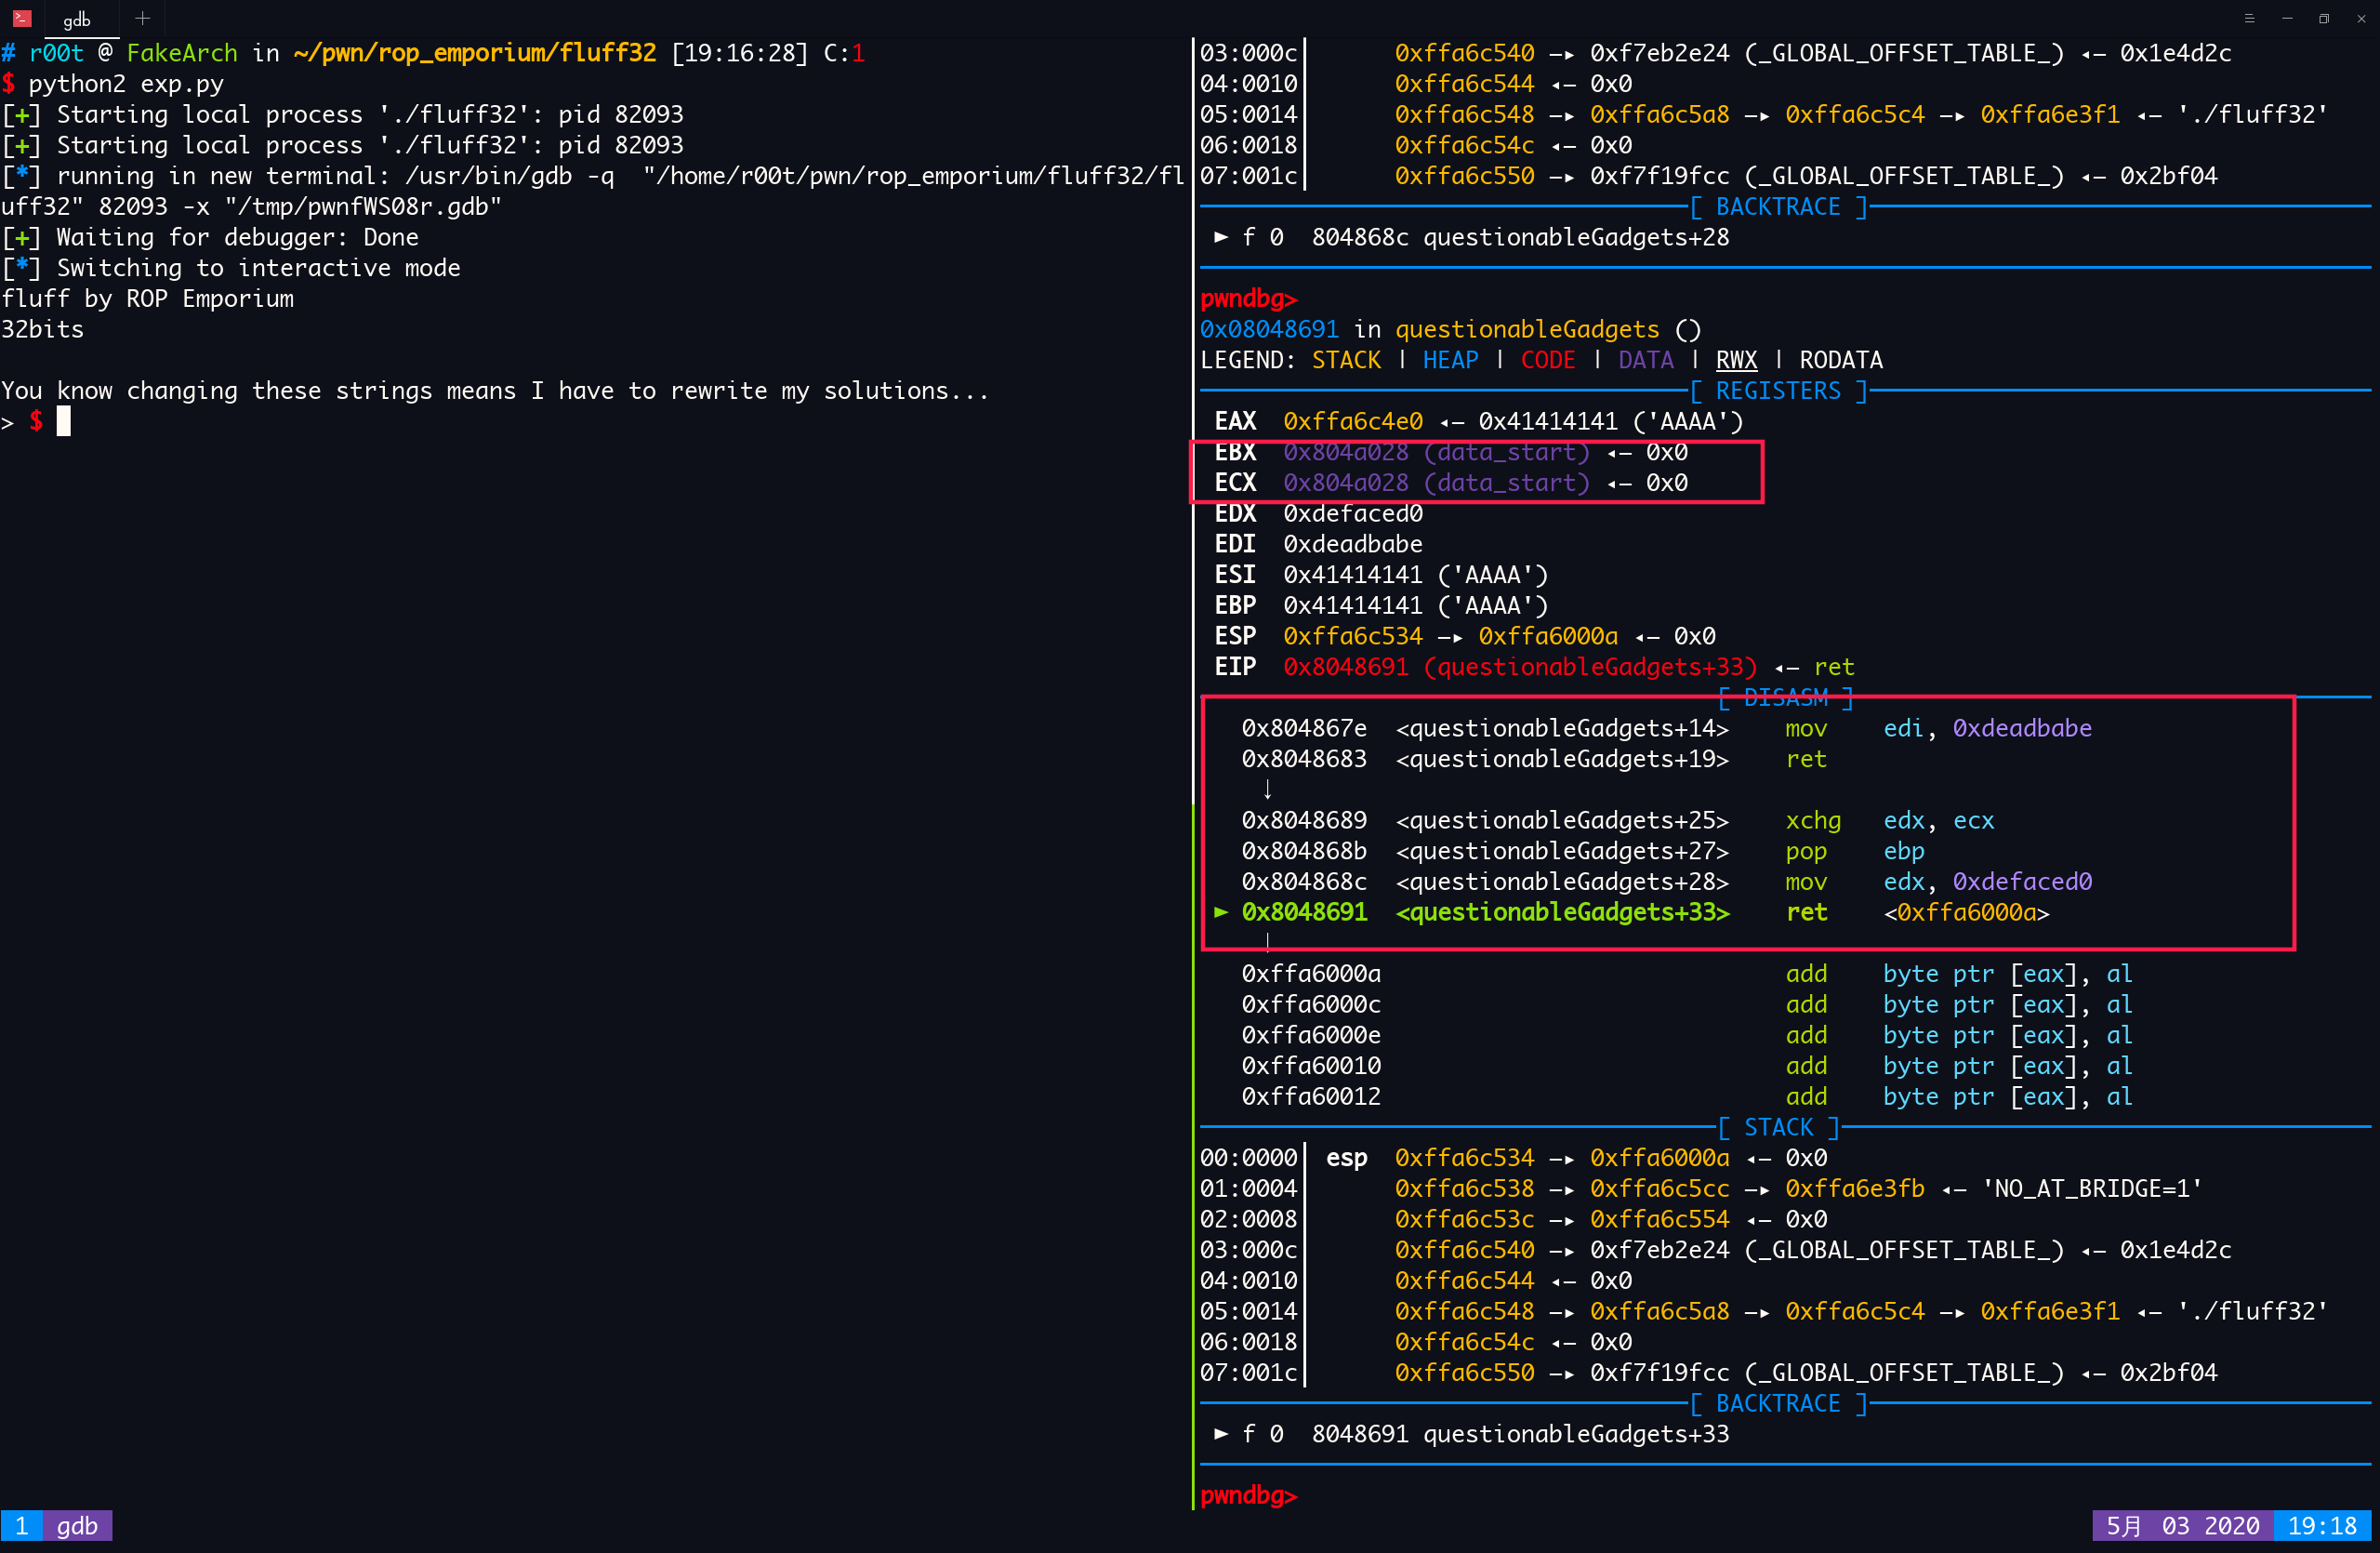 gdb
# r00t @ FakeArch in ~/pwn/rop_emporium/fluff32 [19:16:28] C:1
$ python2 exp.py
[+] Starting local process './fluff32': pid 82093
[+] Starting local process './fluff32': pid 82093
[*] running in new terminal: /usr/bin/gdb -q  "/home/r00t/pwn/rop_emporium/fluff32/fl
uff32" 82093 -x "/tmp/pwnfWS08r.gdb"
[+] Waiting for debugger: Done
[*] Switching to interactive mode
fluff by ROP Emporium
32bits
You know changing these strings means I have to rewrite my solutions...
> $
03:000c│ 0xffa6c540 —▸ 0xf7eb2e24 (_GLOBAL_OFFSET_TABLE_) ◂— 0x1e4d2c
04:0010│ 0xffa6c544 ◂— 0x0
05:0014│ 0xffa6c548 —▸ 0xffa6c5a8 —▸ 0xffa6c5c4 —▸ 0xffa6e3f1 ◂— './fluff32'
06:0018│ 0xffa6c54c ◂— 0x0
07:001c│ 0xffa6c550 —▸ 0xf7f19fcc (_GLOBAL_OFFSET_TABLE_) ◂— 0x2bf04
[ BACKTRACE ]
► f 0  804868c questionableGadgets+28
pwndbg>
0x08048691 in questionableGadgets ()
LEGEND: STACK | HEAP | CODE | DATA | RWX | RODATA
[ REGISTERS ]
EAX  0xffa6c4e0 ◂— 0x41414141 ('AAAA')
EBX  0x804a028 (data_start) ◂— 0x0
ECX  0x804a028 (data_start) ◂— 0x0
EDX  0xdefaced0
EDI  0xdeadbabe
ESI  0x41414141 ('AAAA')
EBP  0x41414141 ('AAAA')
ESP  0xffa6c534 —▸ 0xffa6000a ◂— 0x0
EIP  0x8048691 (questionableGadgets+33) ◂— ret
[ DISASM ]
0x804867e  <questionableGadgets+14>    mov    edi, 0xdeadbabe
0x8048683  <questionableGadgets+19>    ret
↓
0x8048689  <questionableGadgets+25>    xchg   edx, ecx
0x804868b  <questionableGadgets+27>    pop    ebp
0x804868c  <questionableGadgets+28>    mov    edx, 0xdefaced0
► 0x8048691  <questionableGadgets+33>    ret    <0xffa6000a>
↓
0xffa6000a    add    byte ptr [eax], al
0xffa6000c    add    byte ptr [eax], al
0xffa6000e    add    byte ptr [eax], al
0xffa60010    add    byte ptr [eax], al
0xffa60012    add    byte ptr [eax], al
[ STACK ]
00:0000│ esp  0xffa6c534 —▸ 0xffa6000a ◂— 0x0
01:0004│ 0xffa6c538 —▸ 0xffa6c5cc —▸ 0xffa6e3fb ◂— 'NO_AT_BRIDGE=1'
02:0008│ 0xffa6c53c —▸ 0xffa6c554 ◂— 0x0
03:000c│ 0xffa6c540 —▸ 0xf7eb2e24 (_GLOBAL_OFFSET_TABLE_) ◂— 0x1e4d2c
04:0010│ 0xffa6c544 ◂— 0x0
05:0014│ 0xffa6c548 —▸ 0xffa6c5a8 —▸ 0xffa6c5c4 —▸ 0xffa6e3f1 ◂— './fluff32'
06:0018│ 0xffa6c54c ◂— 0x0
07:001c│ 0xffa6c550 —▸ 0xf7f19fcc (_GLOBAL_OFFSET_TABLE_) ◂— 0x2bf04
[ BACKTRACE ]
► f 0  8048691 questionableGadgets+33
pwndbg>
1 gdb
5月 03 2020 19:18